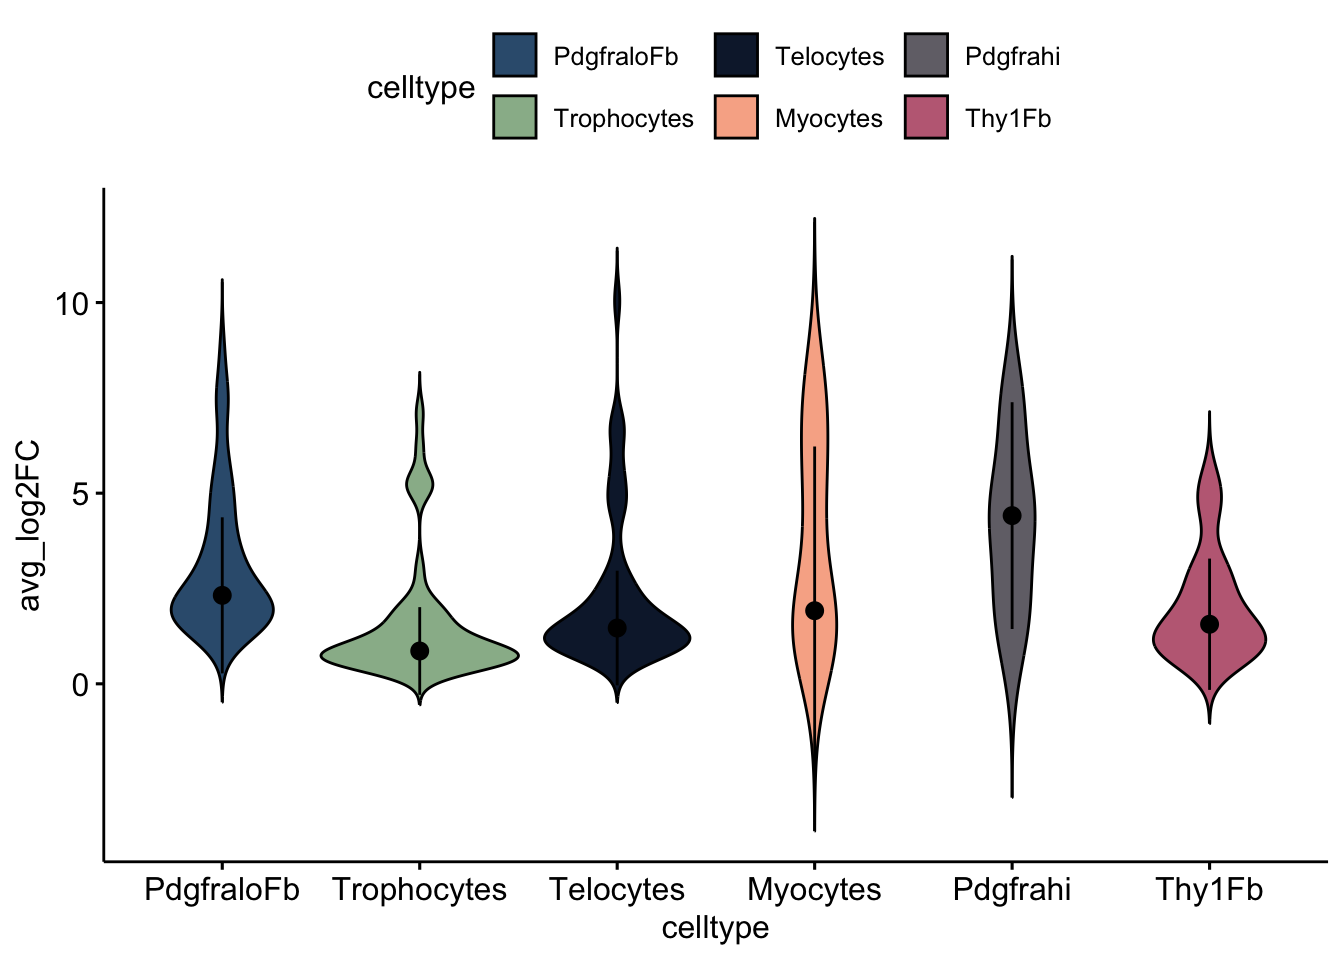 celltype
PdgfraloFb Telocytes Pdgfrahi
Trophocytes Myocytes Thy1Fb
avg_log2FC
10
5
0
PdgfraloFb Trophocytes Telocytes Myocytes Pdgfrahi Thy1Fb
celltype